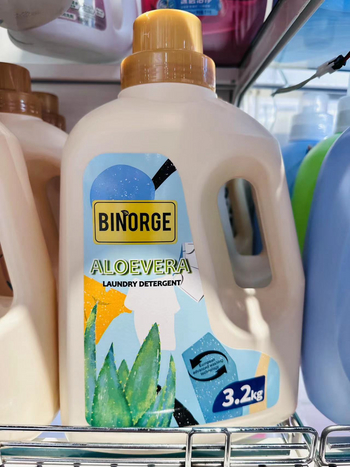 BINORGE
ALOEVERA
LAUNDRY DETERGENT
3.2kg